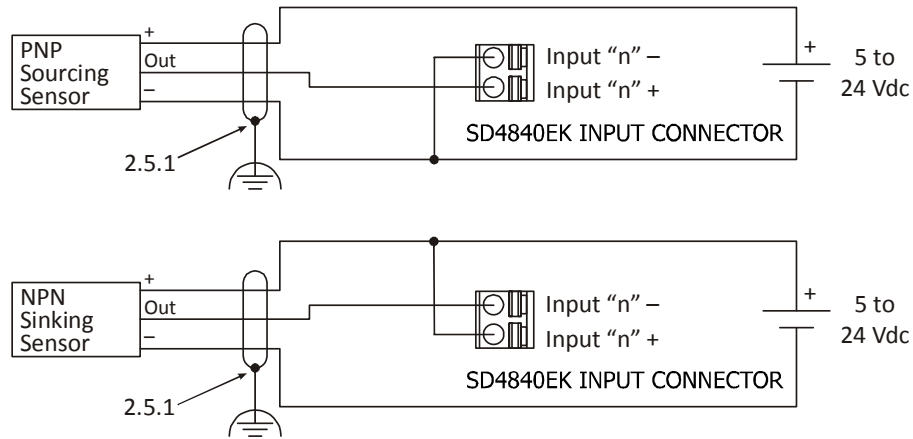 PNP
Sourcing
Sensor
+
Out
–
2.5.1
Input “n” –
Input “n” +
SD4840EK INPUT CONNECTOR
+
5 to
24 Vdc
NPN
Sinking
Sensor
+
Out
–
2.5.1
Input “n” –
Input “n” +
SD4840EK INPUT CONNECTOR
+
5 to
24 Vdc